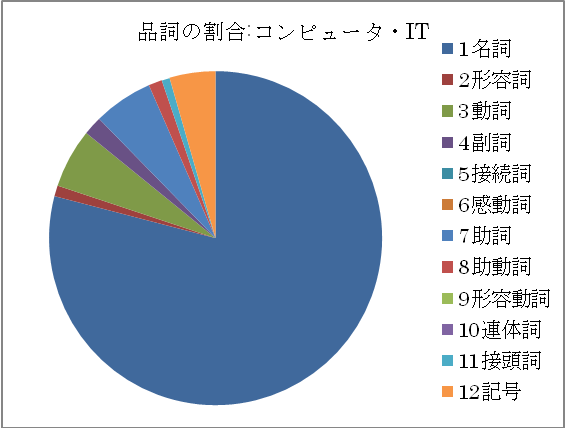 品詞の割合:コンピュータ・IT
1名詞
2形容詞
3動詞
4副詞
5接続詞
6感動詞
7助詞
8助動詞
9形容動詞
10連体詞
11接頭詞
12記号